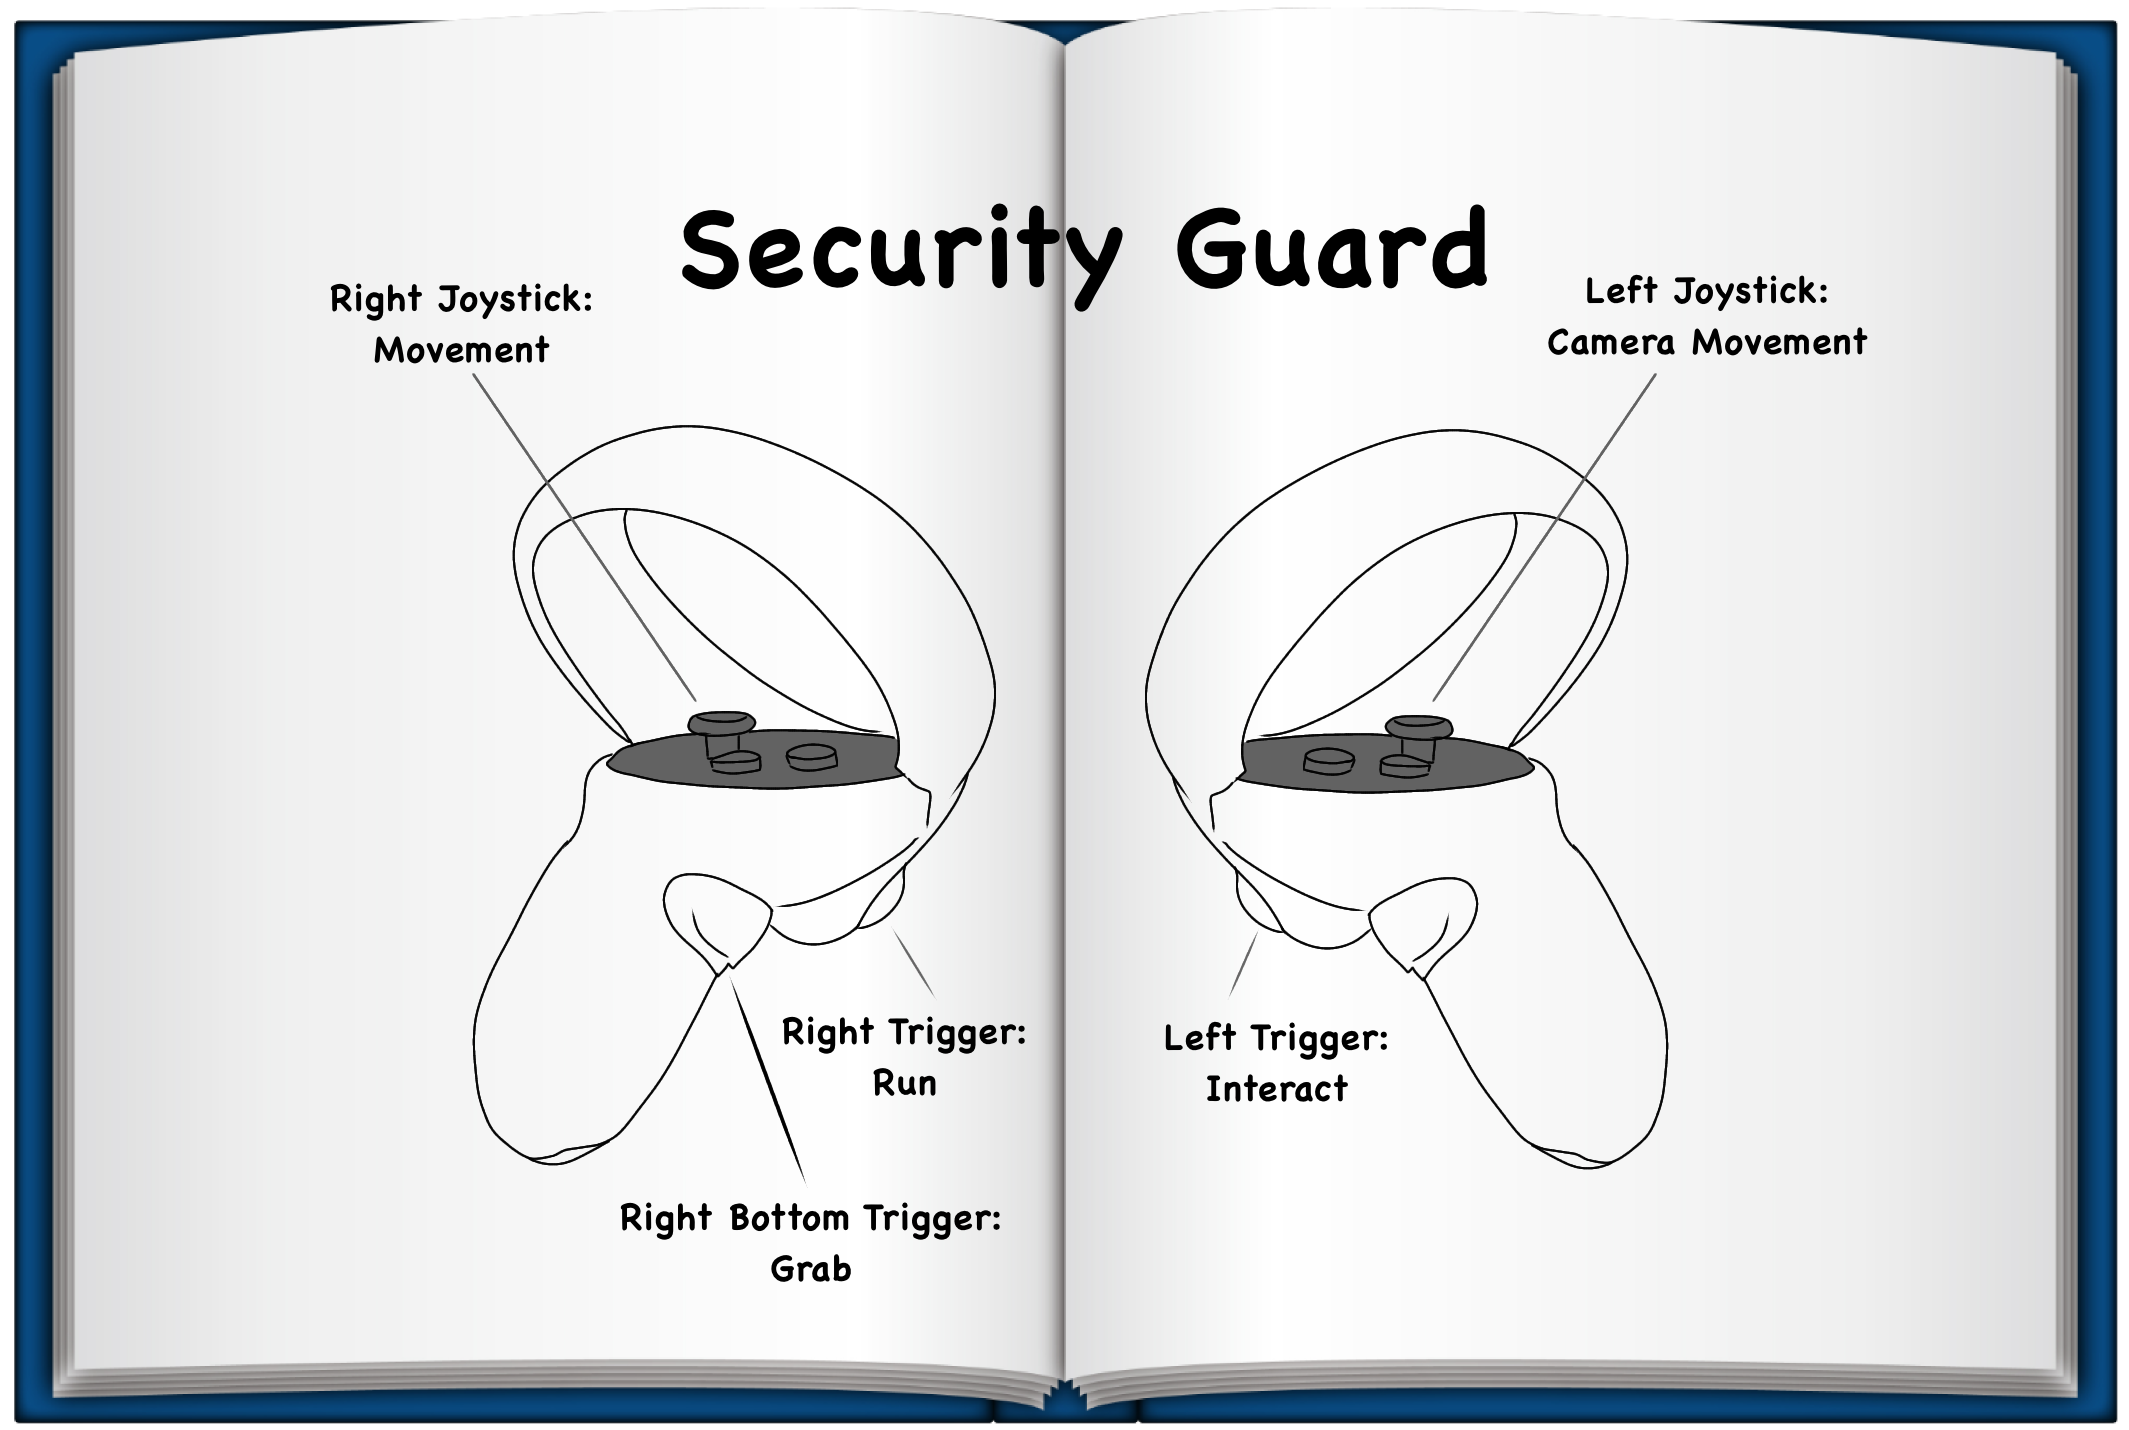 Security Guard
Right Joystick:
Movement
Left Joystick:
Camera Movement
Right Trigger:
Run
Left Trigger:
Interact
Right Bottom Trigger:
Grab